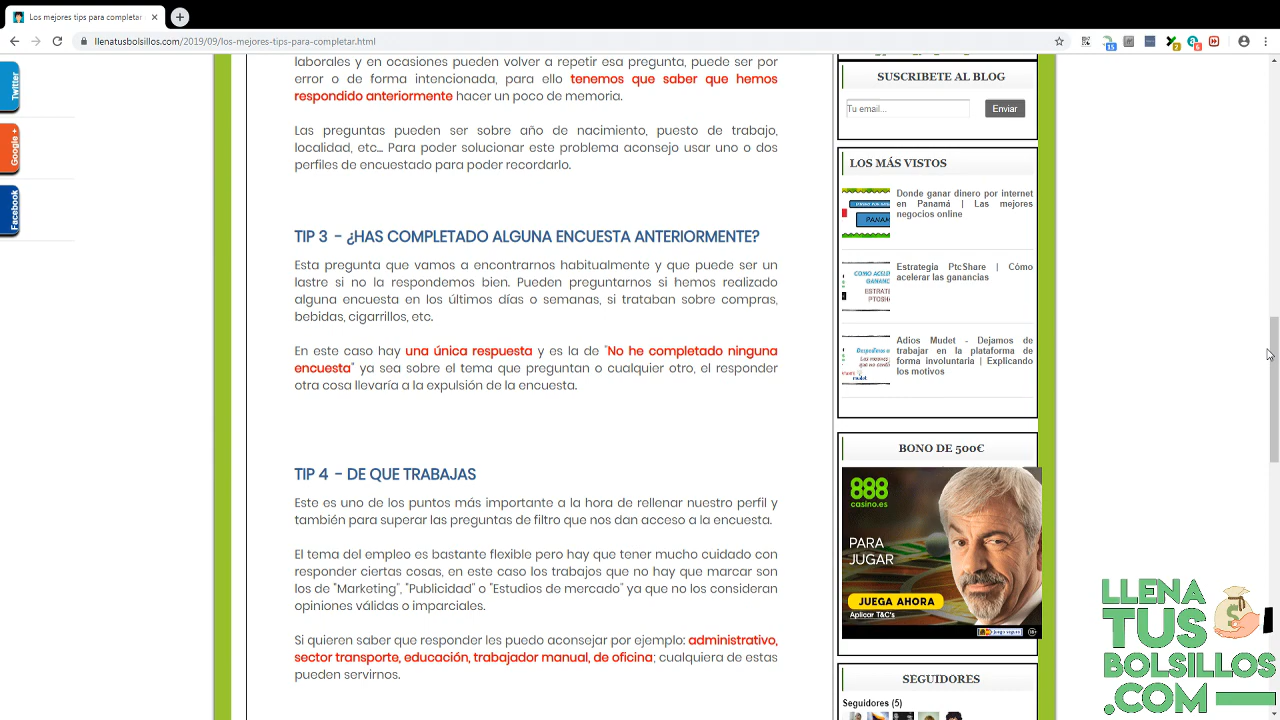 Los mejores tips para completar
llenatusbolsillos.com/2019/09/los-mejores-tips-para-completar.html
Twitter
Google +
Facebook
laborales y en ocasiones pueden volver a repetir esa pregunta, puede ser por
error o de forma intencionada, para ello tenemos que saber que hemos
respondido anteriormente hacer un poco de memoria.
Las preguntas pueden ser sobre año de nacimiento, puesto de trabajo,
localidad, etc... Para poder solucionar este problema aconsejo usar uno o dos
perfiles de encuestado para poder recordarlo.
TIP 3 - ¿HAS COMPLETADO ALGUNA ENCUESTA ANTERIORMENTE?
Esta pregunta que vamos a encontrarnos habitualmente y que puede ser un
lastre si no la respondemos bien. Pueden preguntarnos si hemos realizado
alguna encuesta en los últimos días o semanas, si trataban sobre compras,
bebidas, cigarrillos, etc.
En este caso hay una única respuesta y es la de "No he completado ninguna
encuesta" ya sea sobre el tema que preguntan o cualquier otro, el responder
otra cosa llevaría a la expulsión de la encuesta.
TIP 4 - DE QUE TRABAJAS
Este es uno de los puntos más importante a la hora de rellenar nuestro perfil y
también para superar las preguntas de filtro que nos dan acceso a la encuesta.
El tema del empleo es bastante flexible pero hay que tener mucho cuidado con
responder ciertas cosas, en este caso los trabajos que no hay que marcar son
los de "Marketing", "Publicidad" o "Estudios de mercado" ya que no los consideran
opiniones válidas o imparciales.
Si quieren saber que responder les puedo aconsejar por ejemplo: administrativo,
sector transporte, educación, trabajador manual, de oficina; cualquiera de estas
pueden servirnos.
SUSCRIBETE AL BLOG
Tu email...
Enviar
LOS MÁS VISTOS
Donde ganar dinero por internet
en Panamá | Las mejores
negocios online
Estrategia PtcShare | Cómo
acelerar las ganancias
Adios Mudet - Dejamos de
trabajar en la plataforma de
forma involuntaria | Explicando
los motivos
BONO DE 500€
888
casino.es
PARA
JUGAR
JUEGA AHORA
Aplicar T&C's
SEGUIDORES
Seguidores (5)
LLENA
TUS
BOLSILLOS
.COM